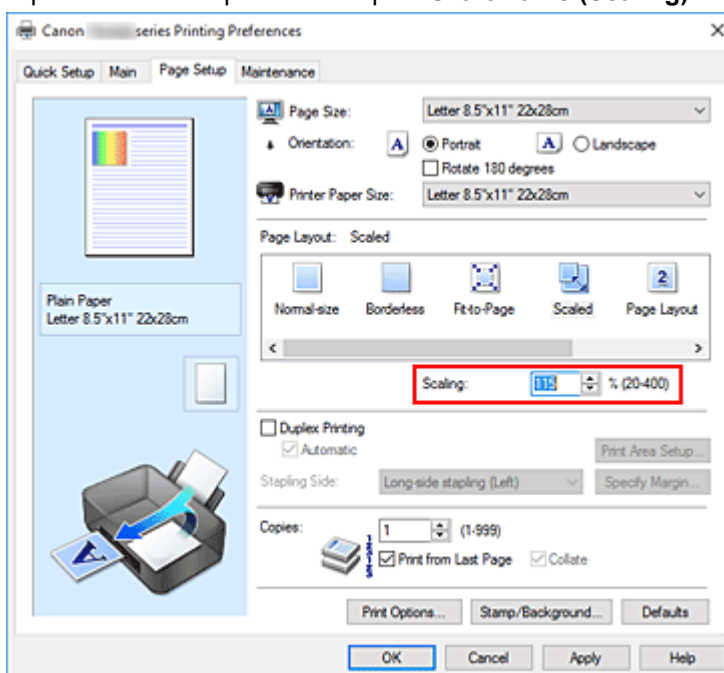 Canon series Printing Preferences
Quick Setup Main Page Setup Maintenance
Page Size: Letter 8.5"x11" 22x28cm
Orientation: A Portrait A Landscape
Rotate 180 degrees
Printer Paper Size: Letter 8.5"x11" 22x28cm
Page Layout: Scaled
Normal-size Borderless Fit-to-Page Scaled Page Layout
Plain Paper
Letter 8.5"x11" 22x28cm
Scaling: 115 % (20-400)
Duplex Printing
Automatic Print Area Setup...
Stapling Side: Long-side stapling (Left) Specify Margin...
Copies: 1 (1-999)
Print from Last Page Collate
Print Options... Stamp/Background... Defaults
OK Cancel Apply Help